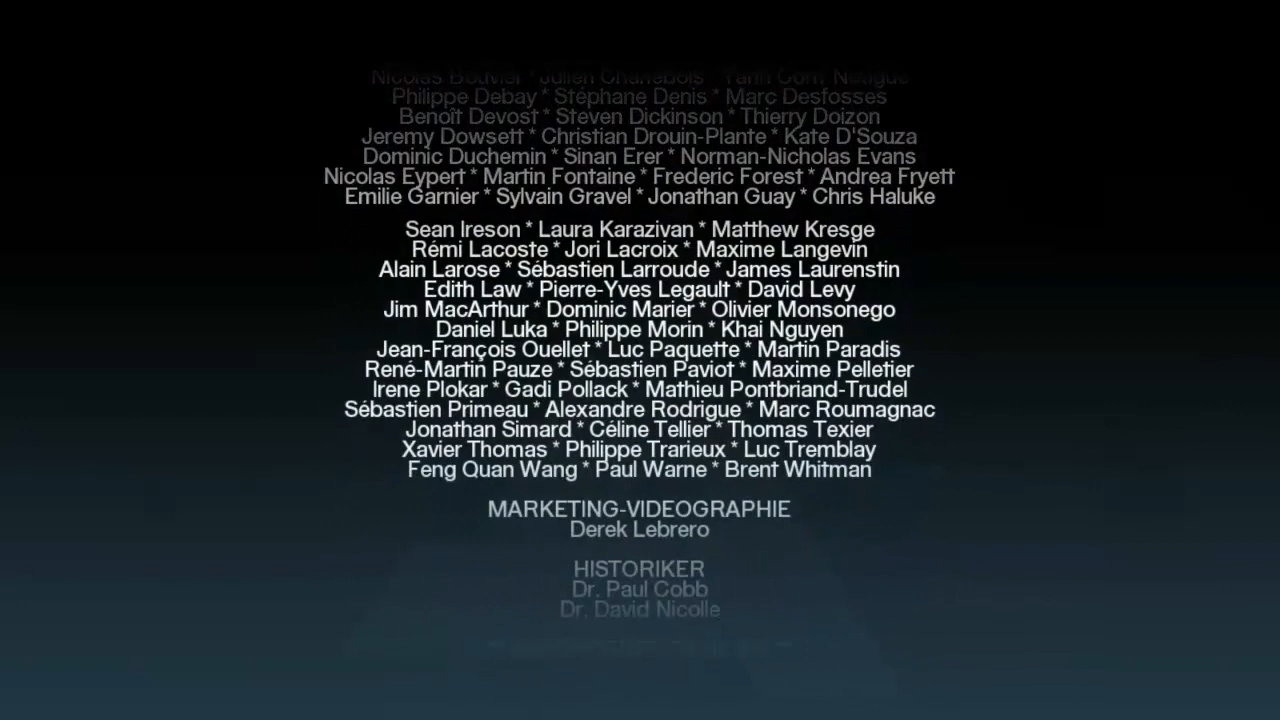 Nicolas Bouvier * Julien Charlebois * Yann Corr Nuague
Philippe Debay * Stéphane Denis * Marc Desfosses
Benoît Devost * Steven Dickinson * Thierry Doizon
Jeremy Dowsett * Christian Drouin-Plante * Kate D'Souza
Dominic Duchemin * Sinan Erer * Norman-Nicholas Evans
Nicolas Eypert * Martin Fontaine * Frederic Forest * Andrea Fryett
Emilie Garnier * Sylvain Gravel * Jonathan Guay * Chris Haluke
Sean Ireson * Laura Karazivan * Matthew Kresge
Rémi Lacoste * Jori Lacroix * Maxime Langevin
Alain Larose * Sébastien Larroude * James Laurenstin
Edith Law * Pierre-Yves Legault * David Levy
Jim MacArthur * Dominic Marier * Olivier Monsonego
Daniel Luka * Philippe Morin * Khai Nguyen
Jean-François Ouellet * Luc Paquette * Martin Paradis
René-Martin Pauze * Sébastien Paviot * Maxime Pelletier
Irene Plokar * Gadi Pollack * Mathieu Pontbriand-Trudel
Sébastien Primeau * Alexandre Rodrigue * Marc Roumagnac
Jonathan Simard * Céline Tellier * Thomas Texier
Xavier Thomas * Philippe Trarieux * Luc Tremblay
Feng Quan Wang * Paul Warne * Brent Whitman
MARKETING-VIDEOGRAPHIE
Derek Lebrero
HISTORIKER
Dr. Paul Cobb
Dr. David Nicolle